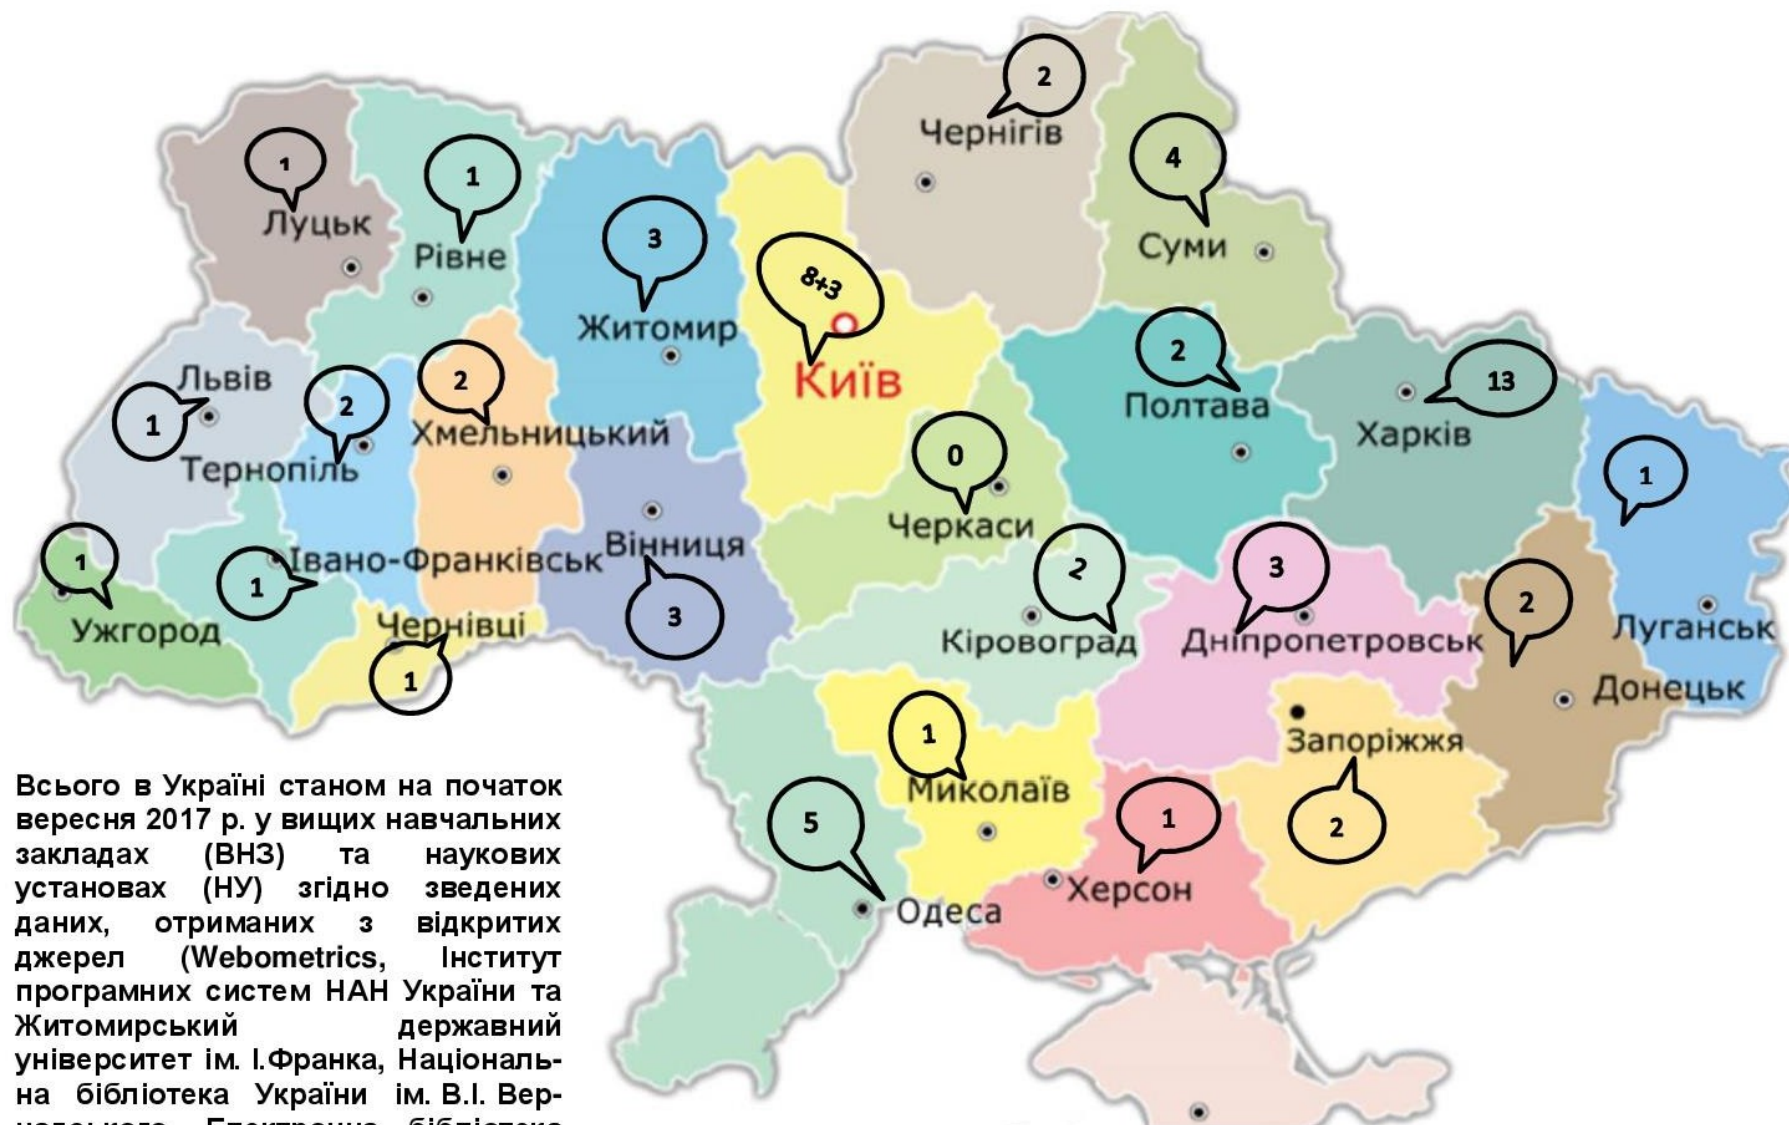 2
Чернігів
4
Суми
1
Луцьк
1
Рівне
3
Житомир
8+3
Київ
2
Полтава
13
Харків
Львів
1
2
Тернопіль
2
Хмельницький
0
Черкаси
1
Луганськ
1
Ужгород
1
Івано-Франківськ
Вінниця
3
Чернівці
1
2
Кіровоград
3
Дніпропетровськ
2
Донецьк
Запоріжжя
2
1
Миколаїв
5
Одеса
1
Херсон
Всього в Україні станом на початок
вересня 2017 р. у вищих навчальних
закладах (ВНЗ) та наукових
установах (НУ) згідно зведених
даних, отриманих з відкритих
джерел (Webometrics, Інститут
програмних систем НАН України та
Житомирський державний
університет ім. І.Франка, Національ-
на бібліотека України ім. В.І. Вер-